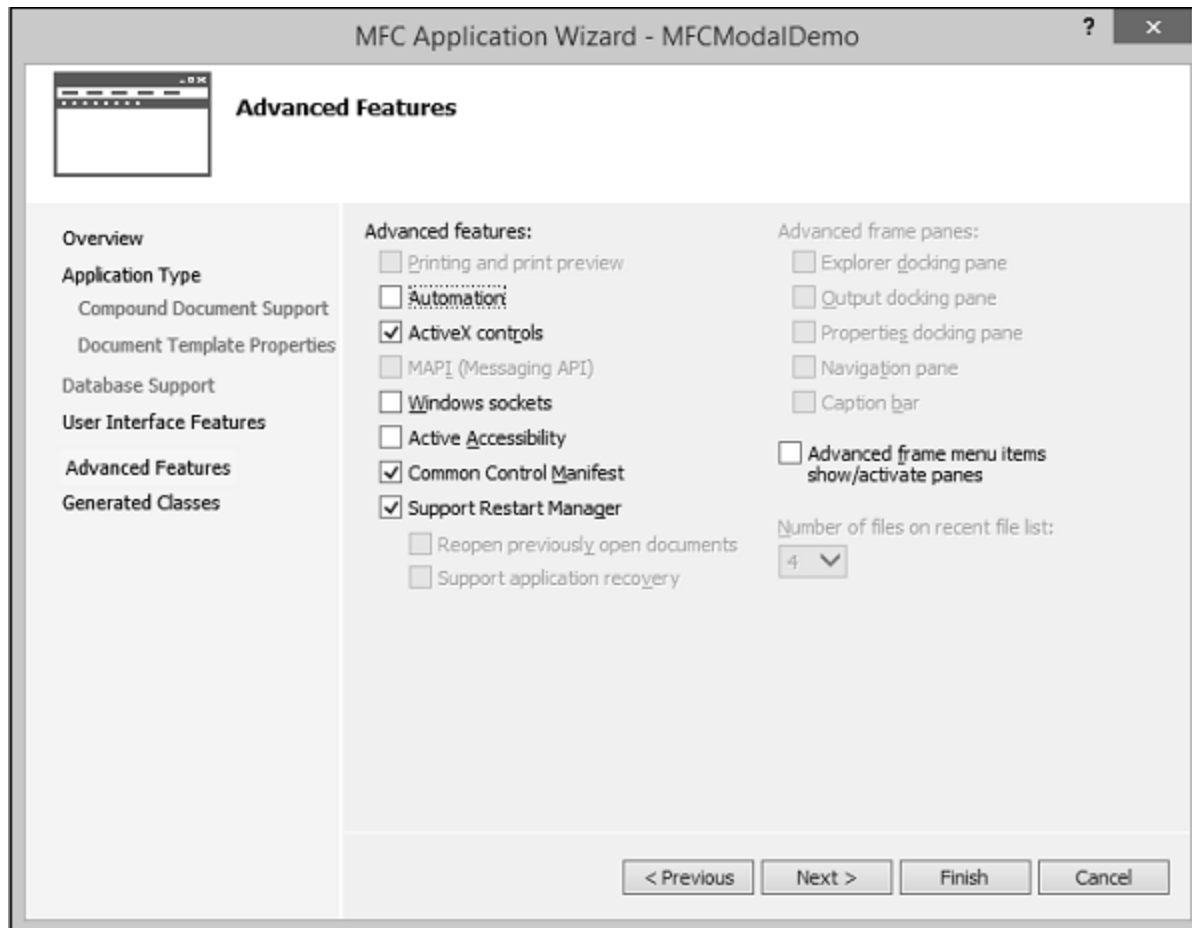 MFC Application Wizard - MFCModalDemo
?
Advanced Features
Overview
Application Type
Compound Document Support
Document Template Properties
Database Support
User Interface Features
Advanced Features
Generated Classes
Advanced features:
Printing and print preview
Automation
ActiveX controls
MAPI (Messaging API)
Windows sockets
Active Accessibility
Common Control Manifest
Support Restart Manager
Reopen previously open documents
Support application recovery
Advanced frame panes:
Explorer docking pane
Output docking pane
Properties docking pane
Navigation pane
Caption bar
Advanced frame menu items
show/activate panes
Number of files on recent file list:
4
< Previous
Next >
Finish
Cancel